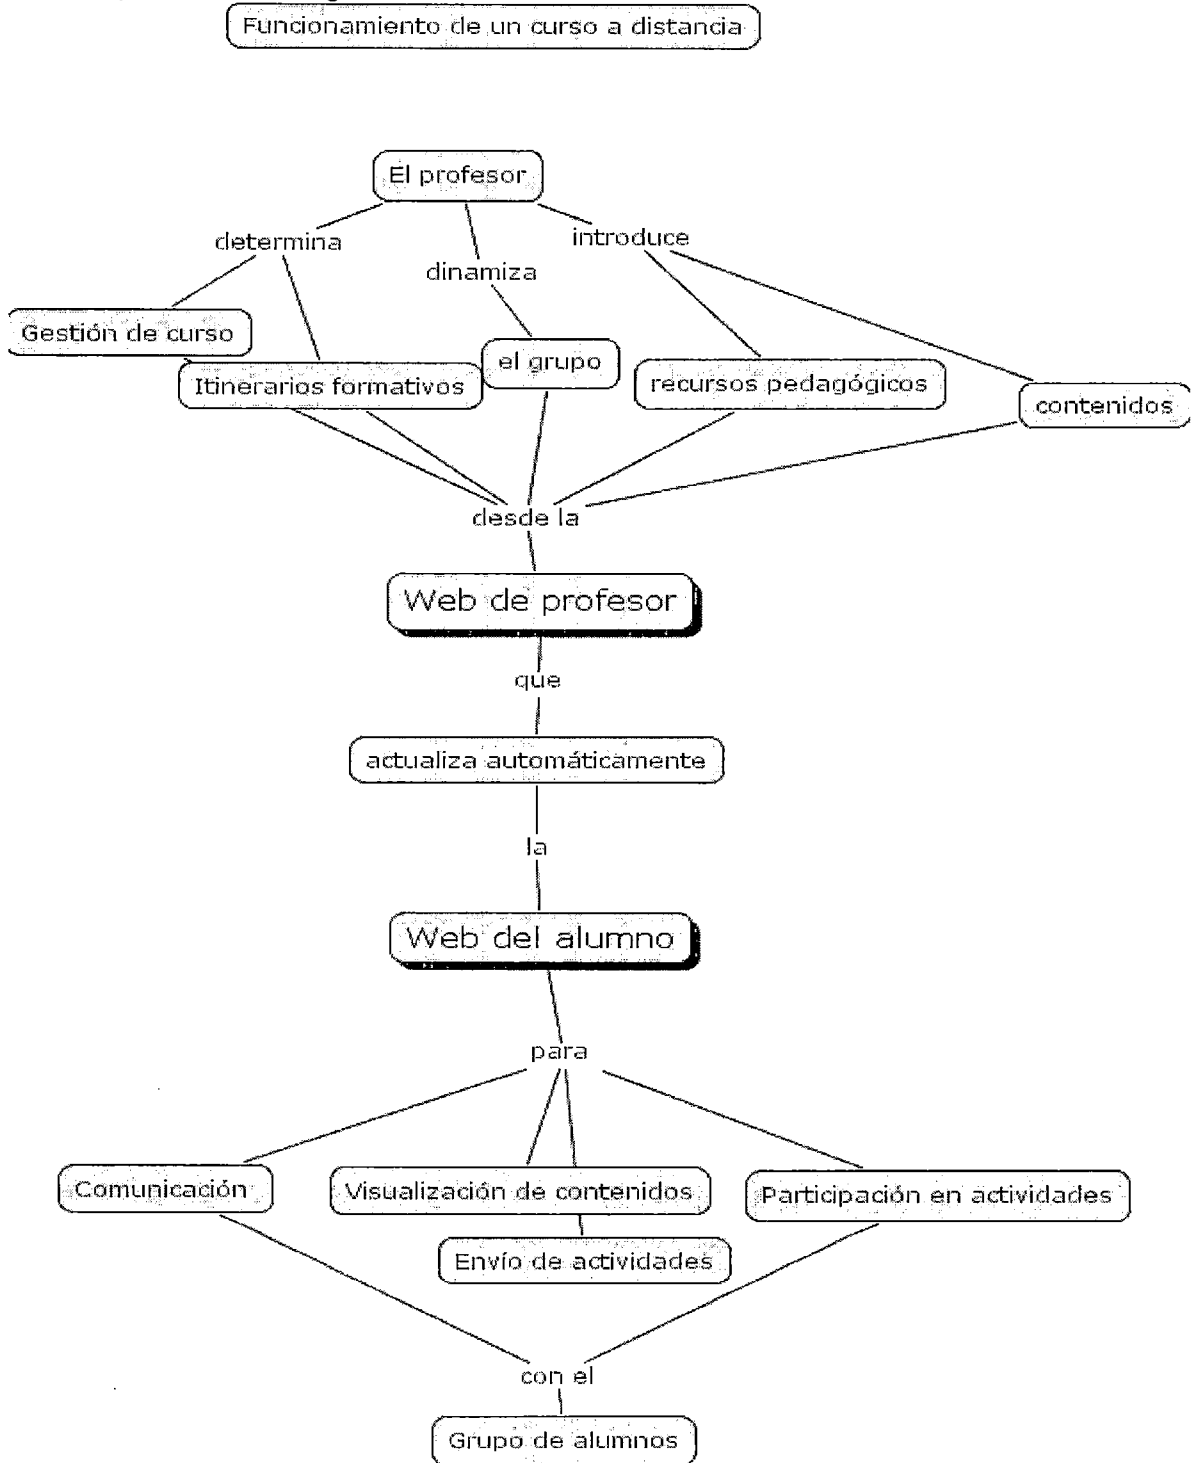 Funcionamiento de un curso a distancia
El profesor
determina
introduce
dinamiza
Gestión de curso
el grupo
Itinerarios formativos
recursos pedagógicos
contenidos
desde la
Web de profesor
que
actualiza automáticamente
la
Web del alumno
para
Comunicación
Visualización de contenidos
Participación en actividades
Envío de actividades
con el
Grupo de alumnos